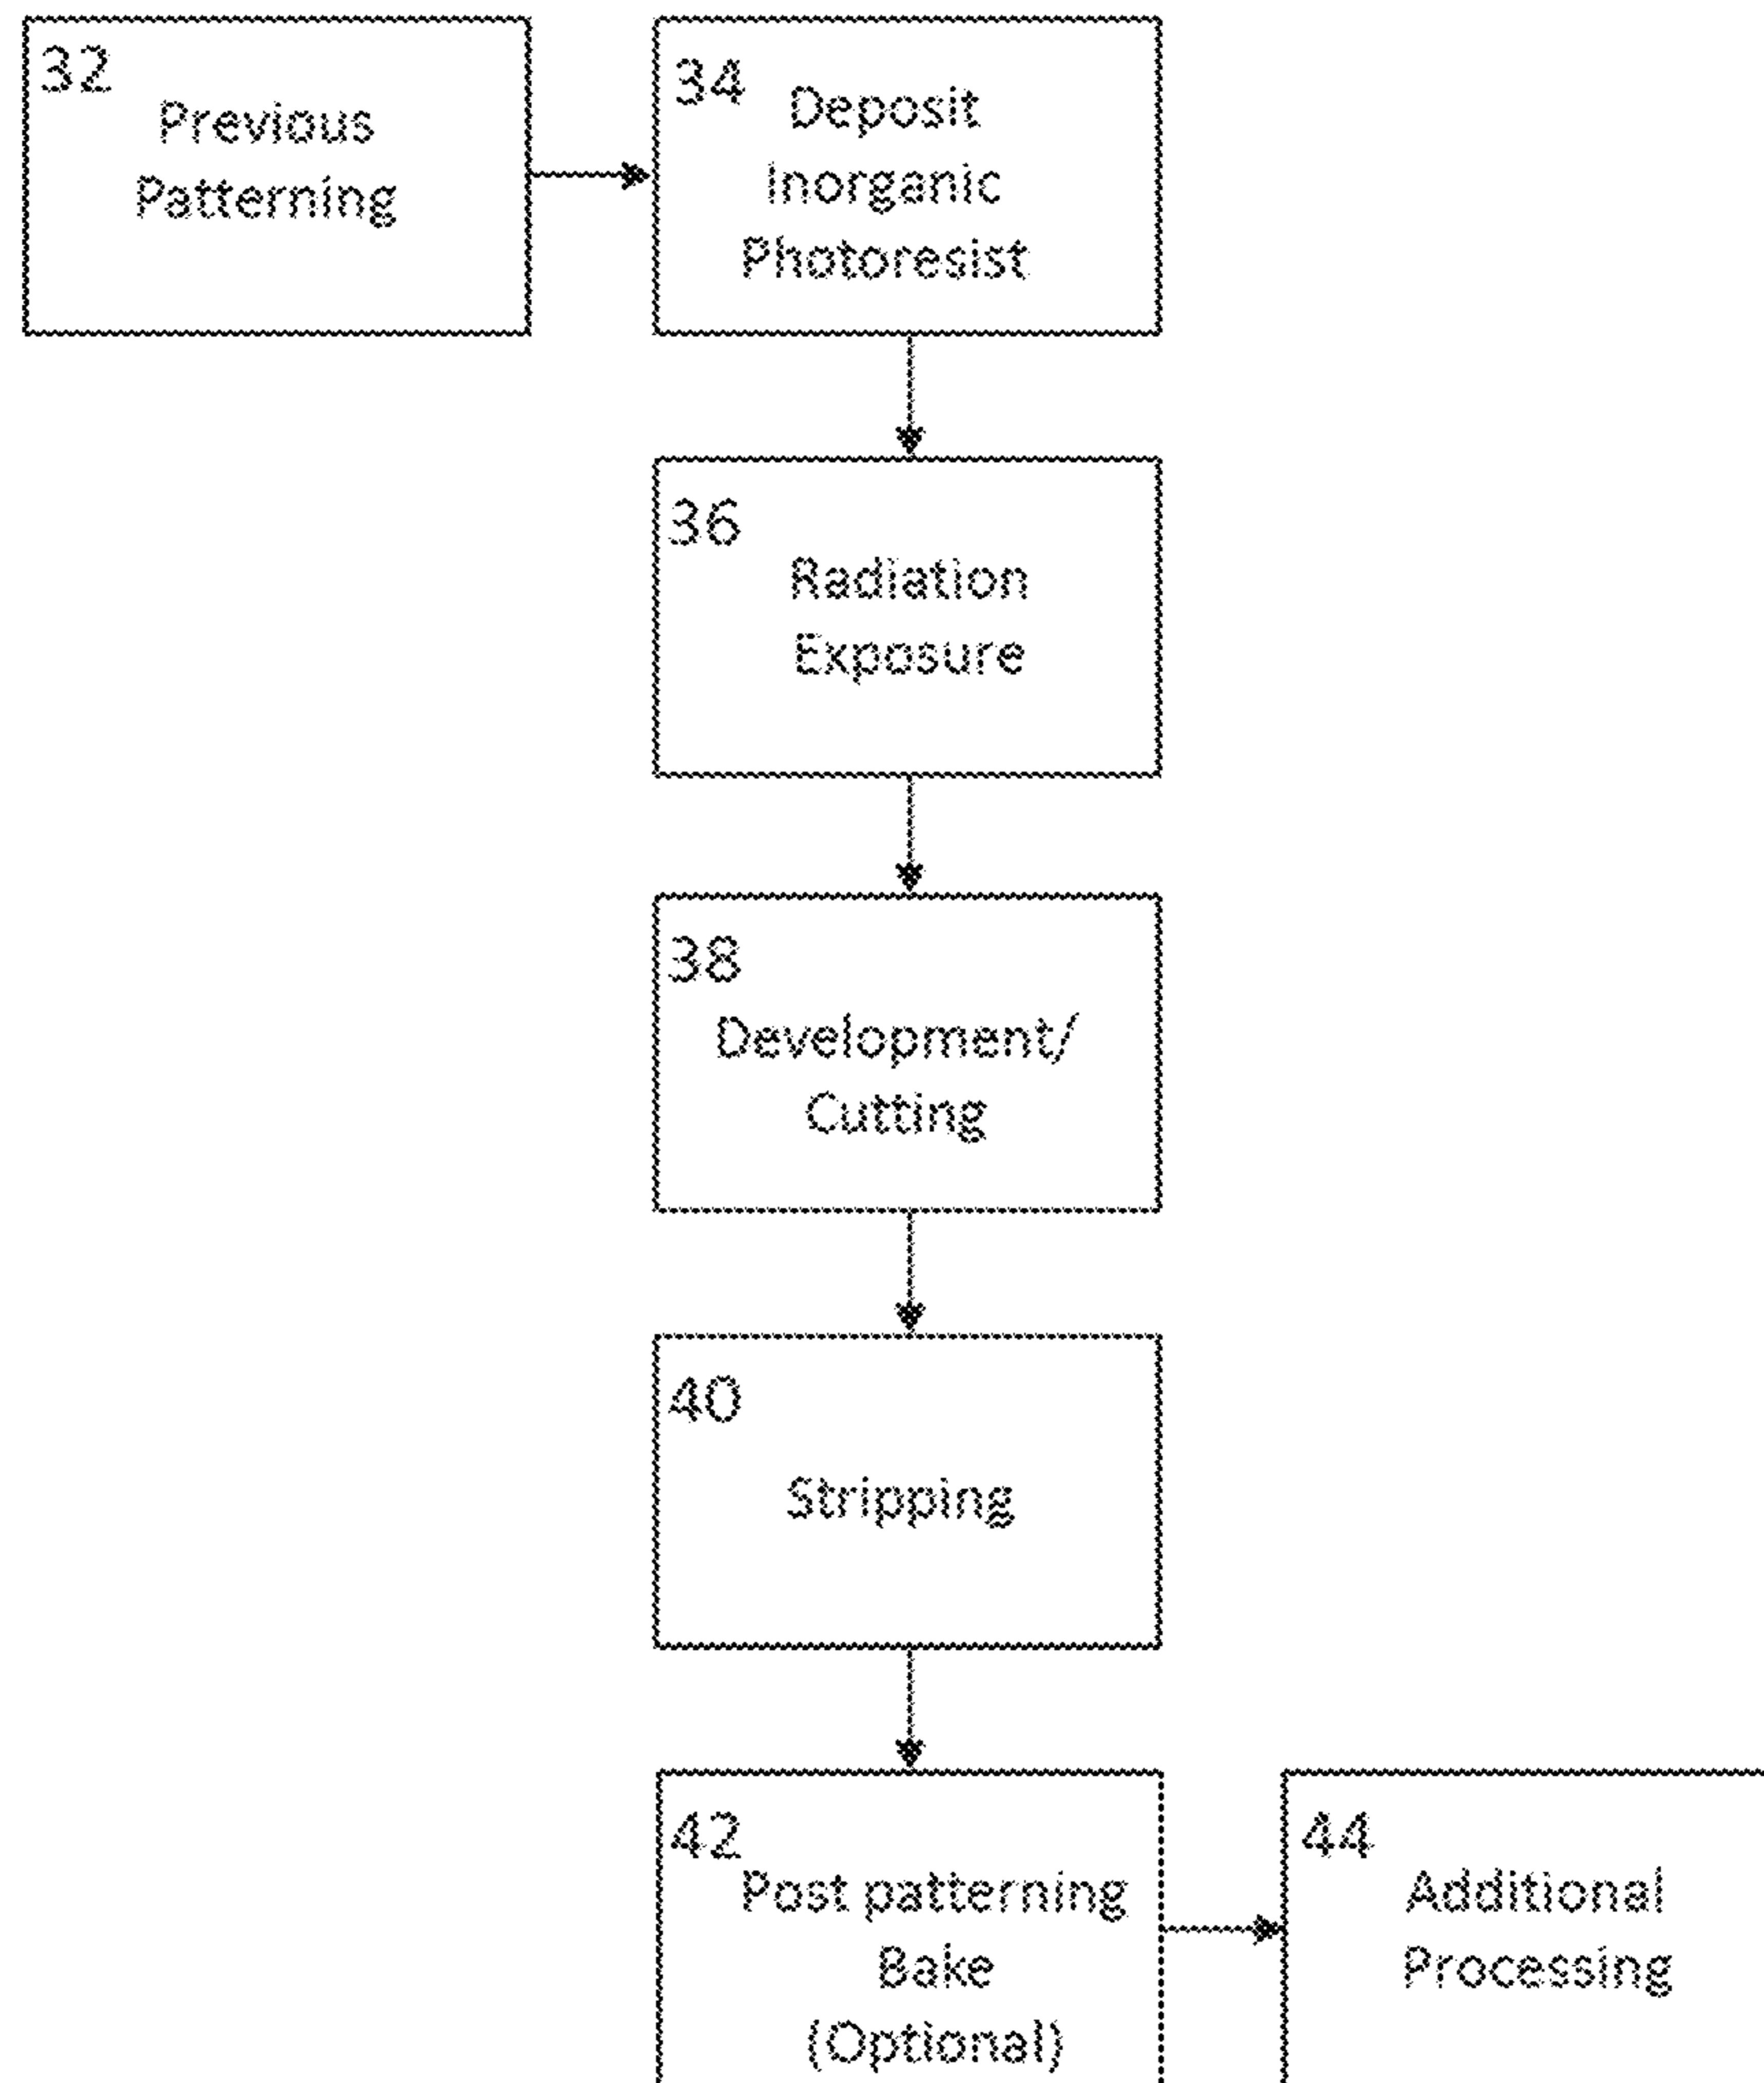 32
Previous
Patterning
34
Deposit
Inorganic
Photoresist
36
Radiation
Exposure
38
Development/
Cutting
40
Stripping
42
Post patterning
Bake
(Optional)
44
Additional
Processing